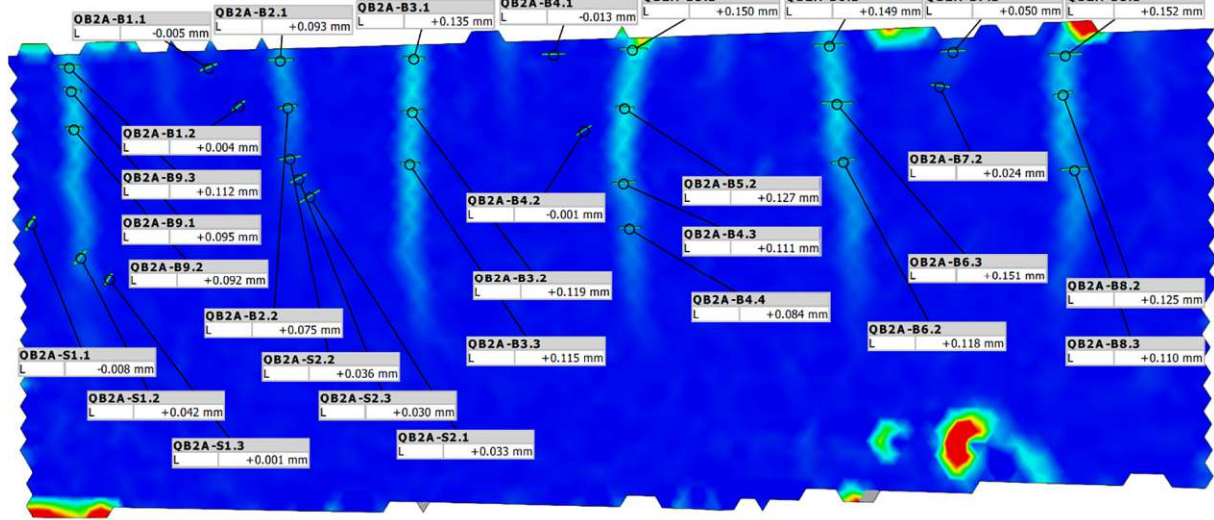 QB2A-B1.1
L -0.005 mm
QB2A-B2.1
L +0.093 mm
QB2A-B3.1
L +0.135 mm
QB2A-B4.1
L -0.013 mm
L +0.150 mm
L +0.149 mm
L +0.050 mm
L +0.152 mm
QB2A-B1.2
L +0.004 mm
QB2A-B9.3
L +0.112 mm
QB2A-B9.1
L +0.095 mm
QB2A-B9.2
L +0.092 mm
QB2A-B2.2
L +0.075 mm
QB2A-S2.2
L +0.036 mm
QB2A-S2.3
L +0.030 mm
QB2A-S2.1
L +0.033 mm
QB2A-S1.1
L -0.008 mm
QB2A-S1.2
L +0.042 mm
QB2A-S1.3
L +0.001 mm
QB2A-B4.2
L -0.001 mm
QB2A-B3.2
L +0.119 mm
QB2A-B3.3
L +0.115 mm
QB2A-B5.2
L +0.127 mm
QB2A-B4.3
L +0.111 mm
QB2A-B4.4
L +0.084 mm
QB2A-B7.2
L +0.024 mm
QB2A-B6.3
L +0.151 mm
QB2A-B6.2
L +0.118 mm
QB2A-B8.2
L +0.125 mm
QB2A-B8.3
L +0.110 mm